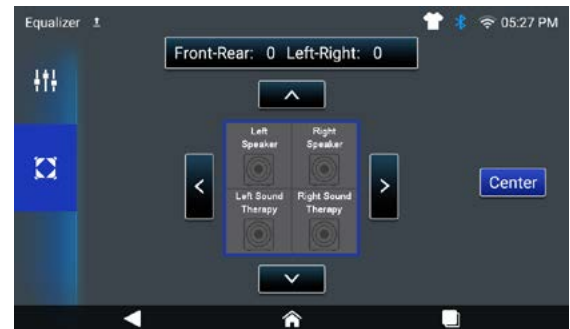 Equalizer
05:27 PM
Front-Rear: 0 Left-Right: 0
Left Speaker
Right Speaker
Left Sound Therapy
Right Sound Therapy
Center